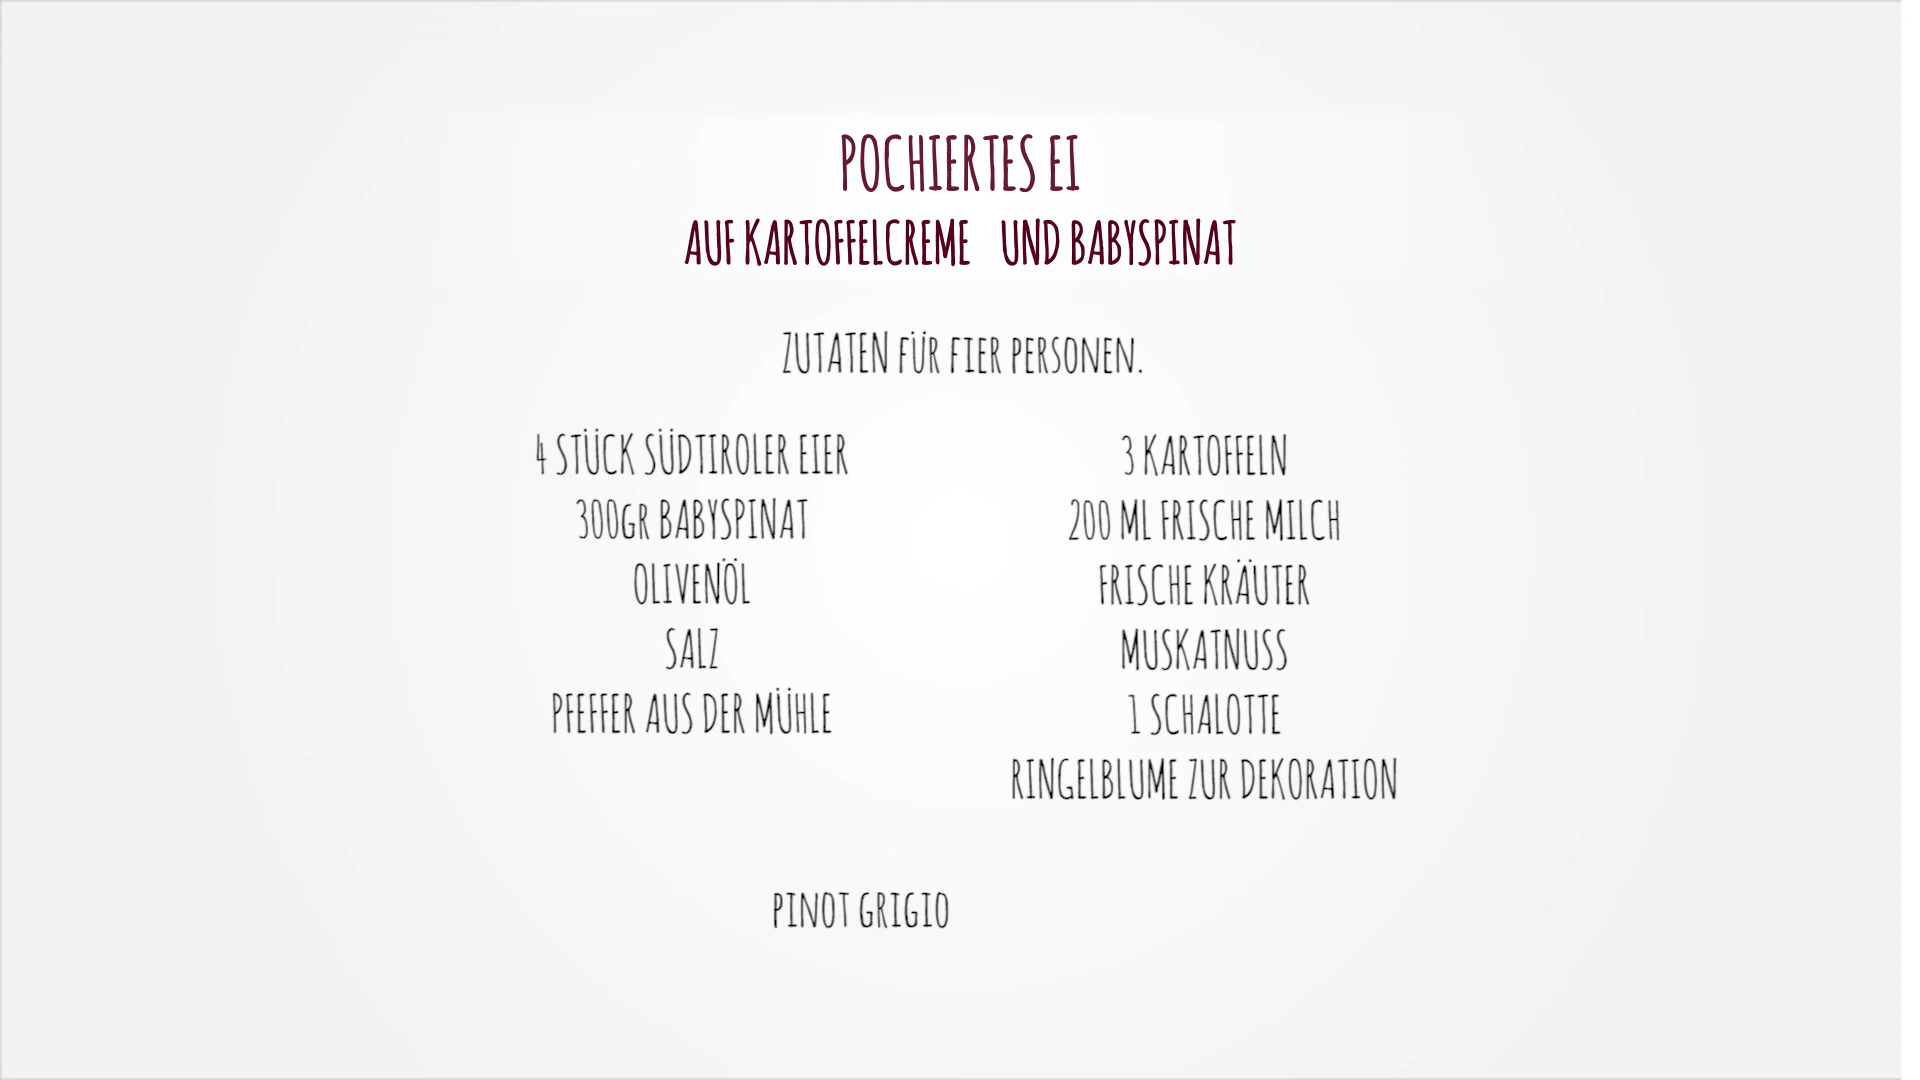 POCHIERTES EI
AUF KARTOFFELCREME UND BABYSPINAT
ZUTATEN FÜR FIER PERSONEN.
4 STÜCK SÜDTIROLER EIER
300GR BABYSPINAT
OLIVENÖL
SALZ
PFEFFER AUS DER MÜHLE
3 KARTOFFELN
200 ML FRISCHE MILCH
FRISCHE KRÄUTER
MUSKATNUSS
1 SCHALOTTE
RINGELBLUME ZUR DEKORATION
PINOT GRIGIO